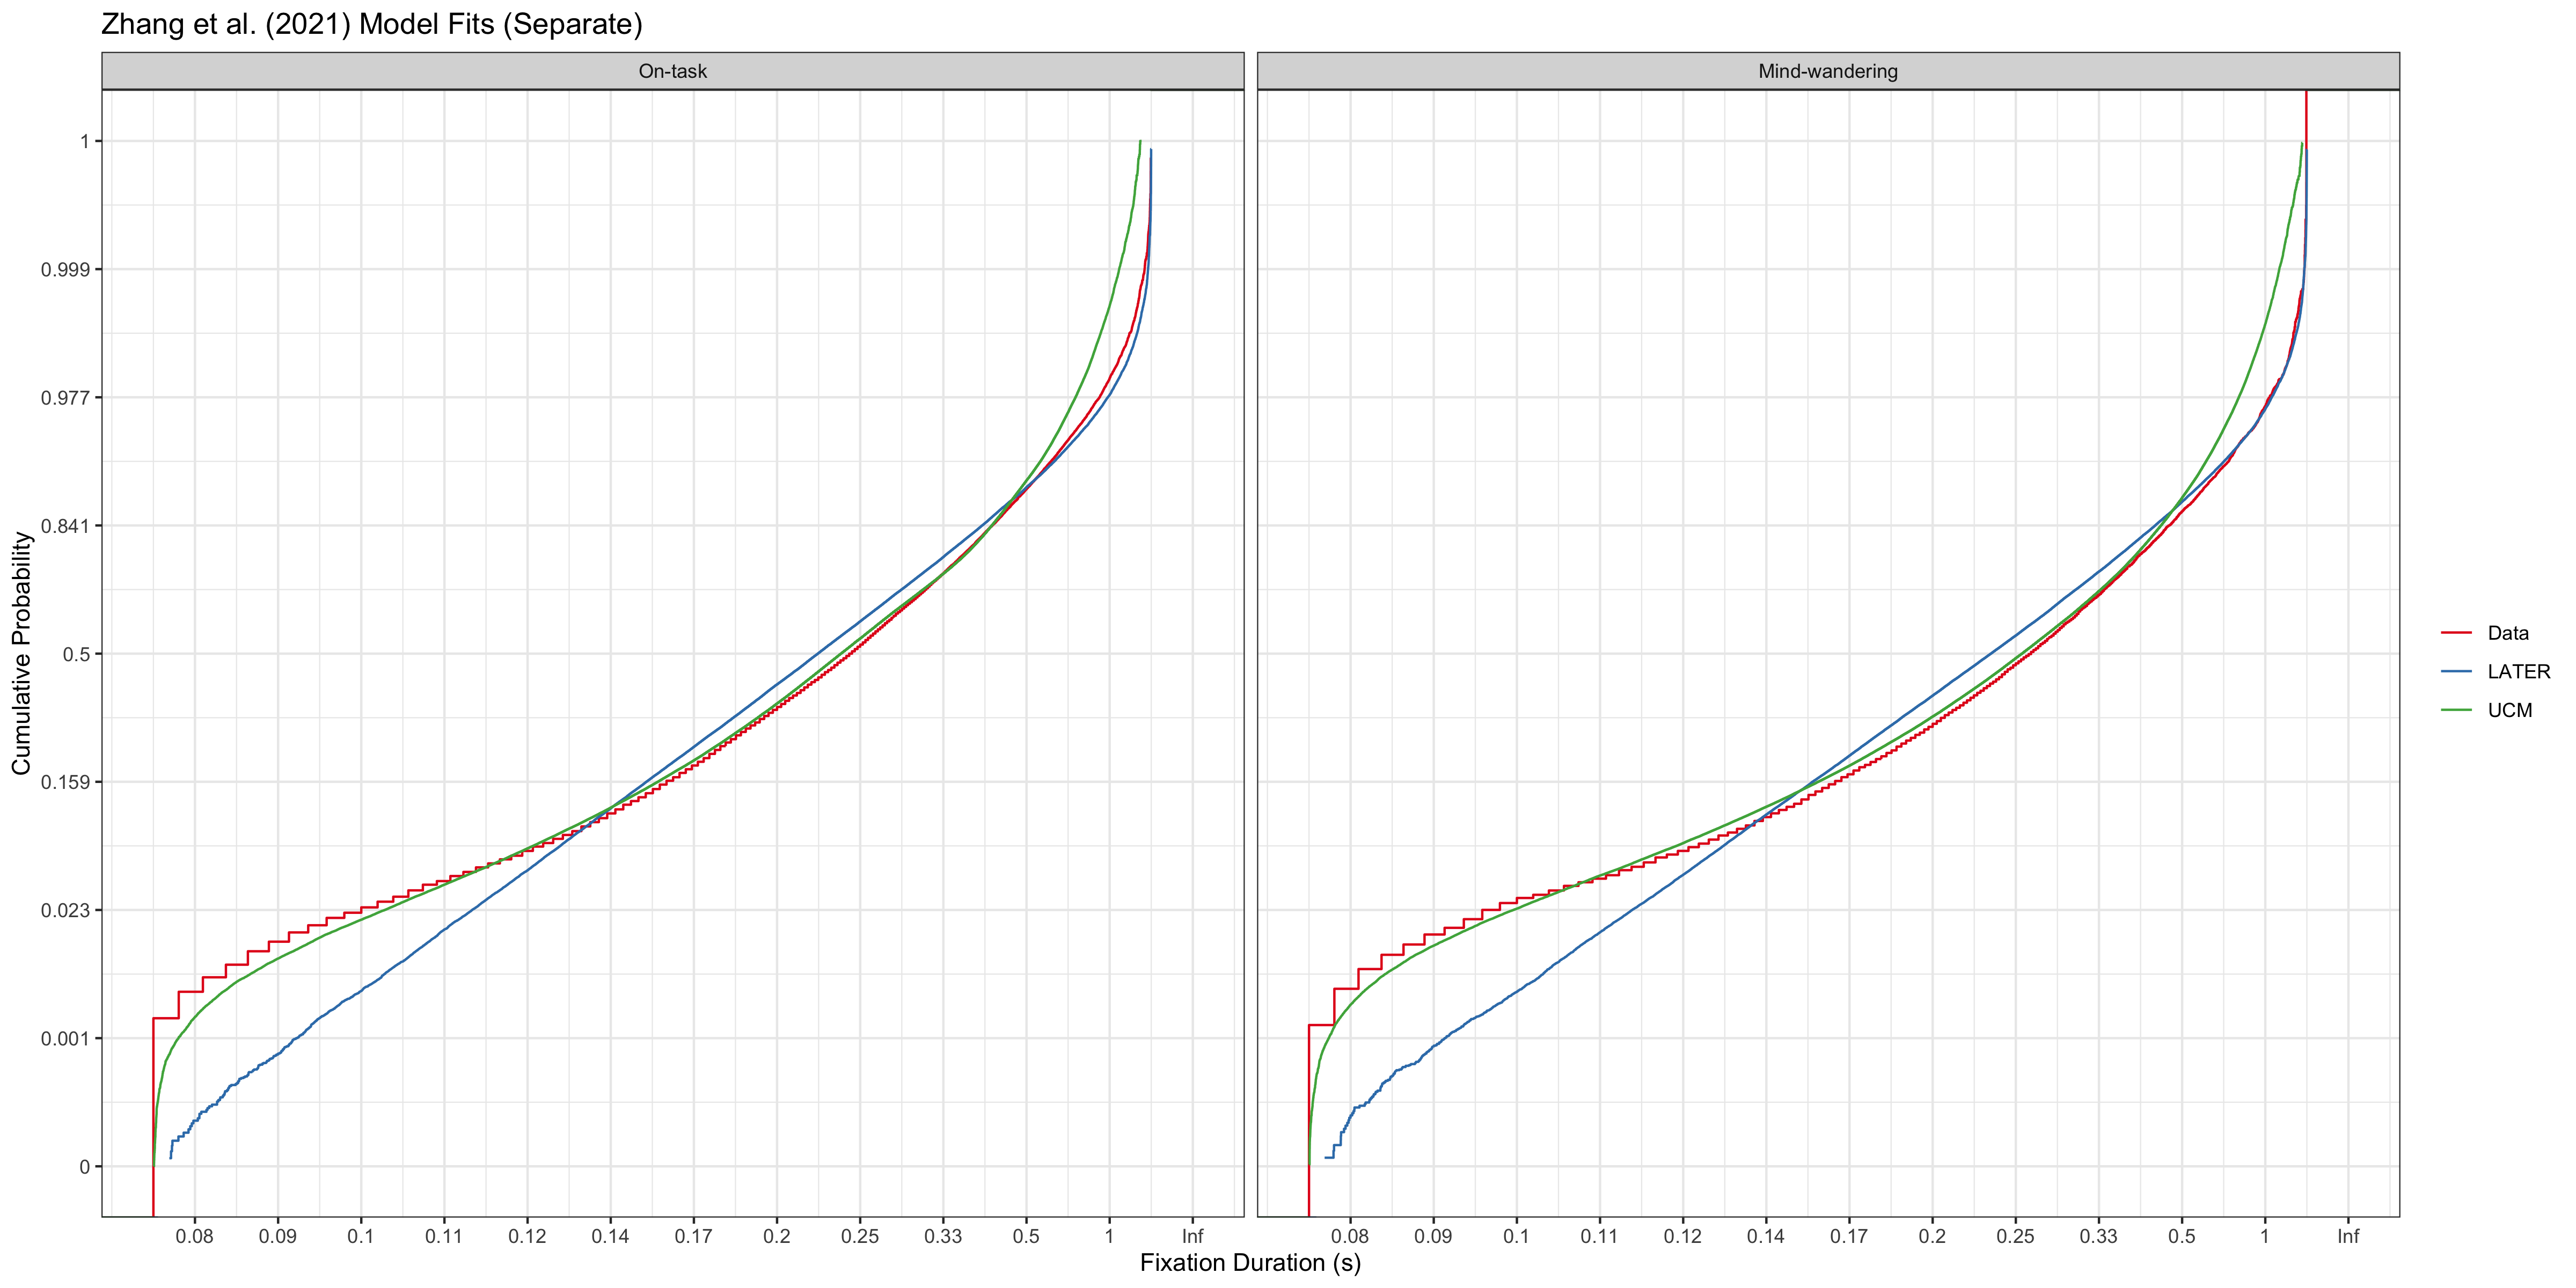 Zhang et al. (2021) Model Fits (Separate)
On-task
Mind-wandering
Cumulative Probability
1
0.999
0.977
0.841
0.5
0.159
0.023
0.001
0
0.08 0.09 0.1 0.11 0.12 0.14 0.17 0.2 0.25 0.33 0.5 1 Inf
0.08 0.09 0.1 0.11 0.12 0.14 0.17 0.2 0.25 0.33 0.5 1 Inf
Fixation Duration (s)
Data
LATER
UCM